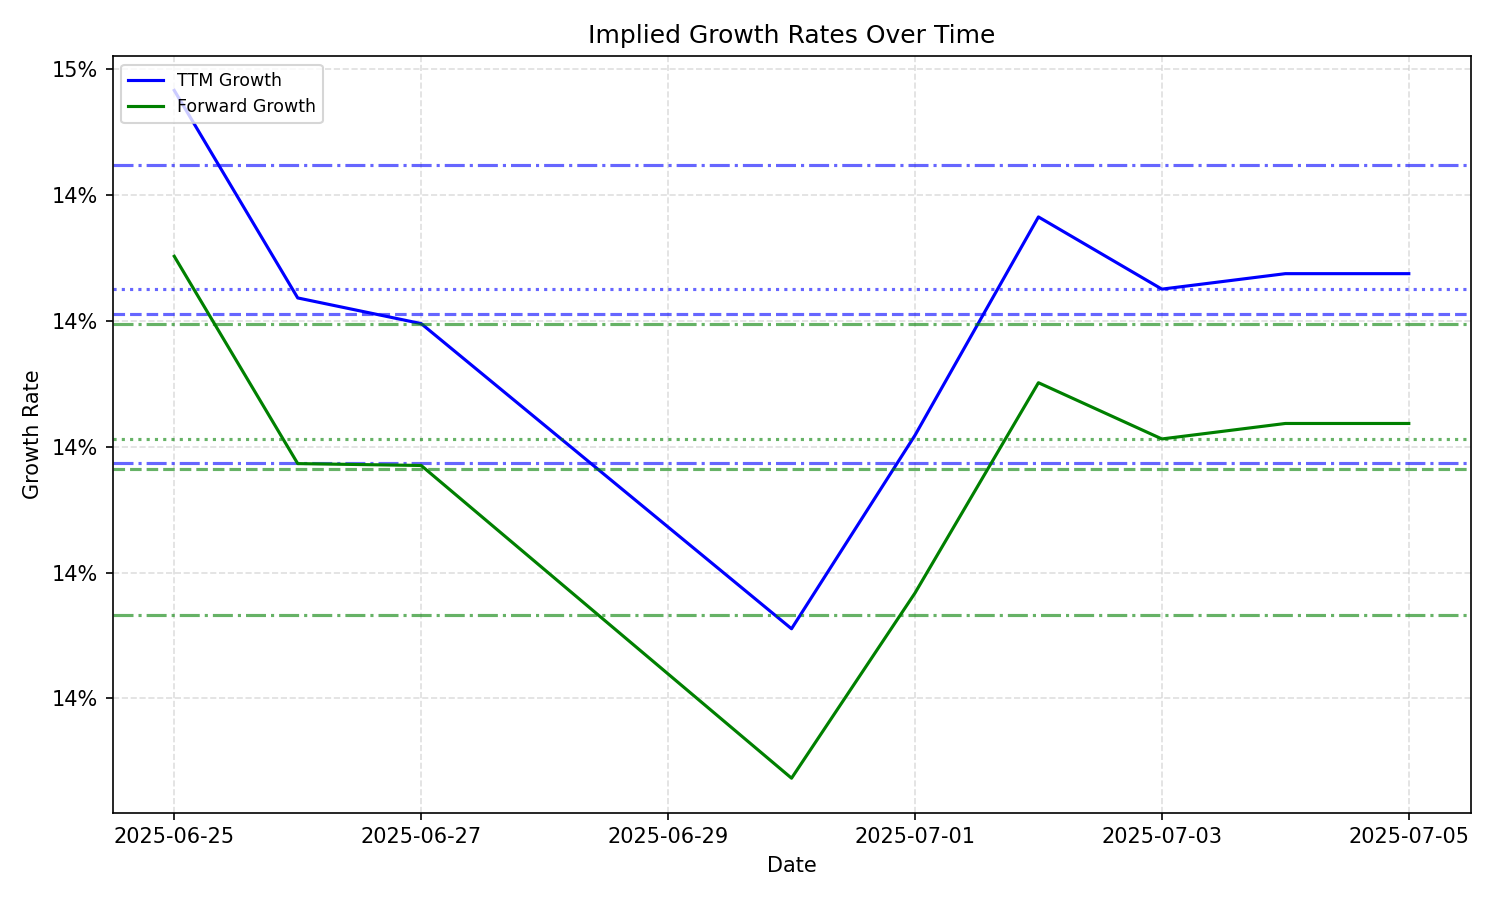 Implied Growth Rates Over Time
TTM Growth
Forward Growth
15%
14%
14%
14%
14%
14%
Growth Rate
2025-06-25
2025-06-27
2025-06-29
2025-07-01
2025-07-03
2025-07-05
Date